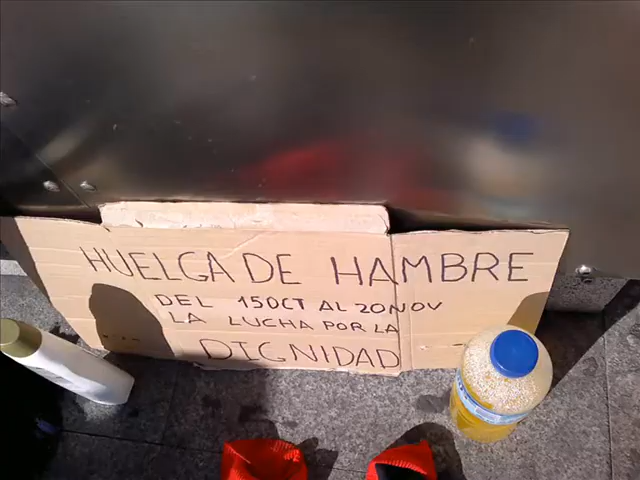 HUELGA DE HAMBRE
DEL 15OCT AL 20NOV
LA LUCHA POR LA
DIGNIDAD